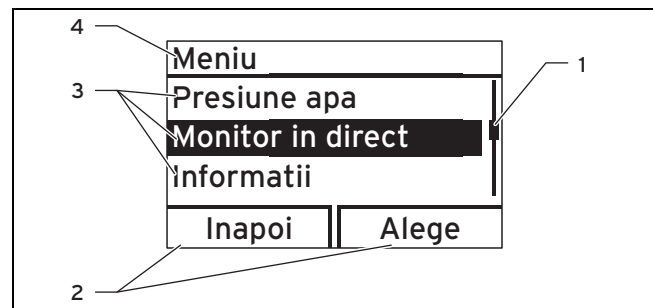 4
Meniu
1
3
Presiune apa
Monitor in direct
Informatii
Inapoi
Alege
2